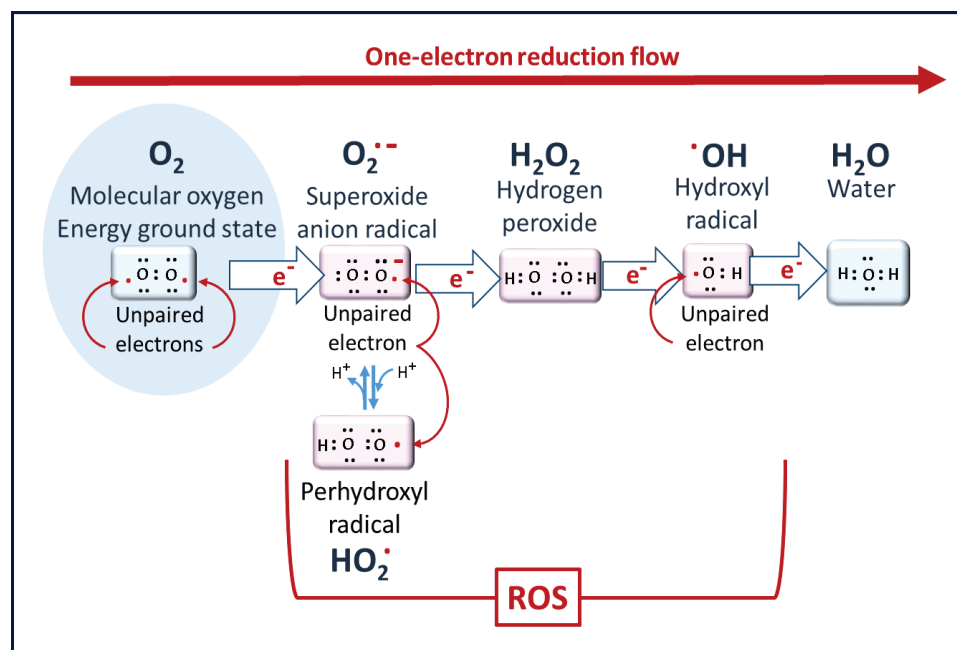 One-electron reduction flow
O₂
Molecular oxygen
Energy ground state
O₂·⁻
Superoxide
anion radical
H₂O₂
Hydrogen
peroxide
·OH
Hydroxyl
radical
H₂O
Water
O O
e⁻
O O
e⁻
H O O H
e⁻
O H
e⁻
H O H
Unpaired
electrons
Unpaired
electron
Unpaired
electron
H⁺
H⁺
H O O
Perhydroxyl
radical
HO₂·
ROS